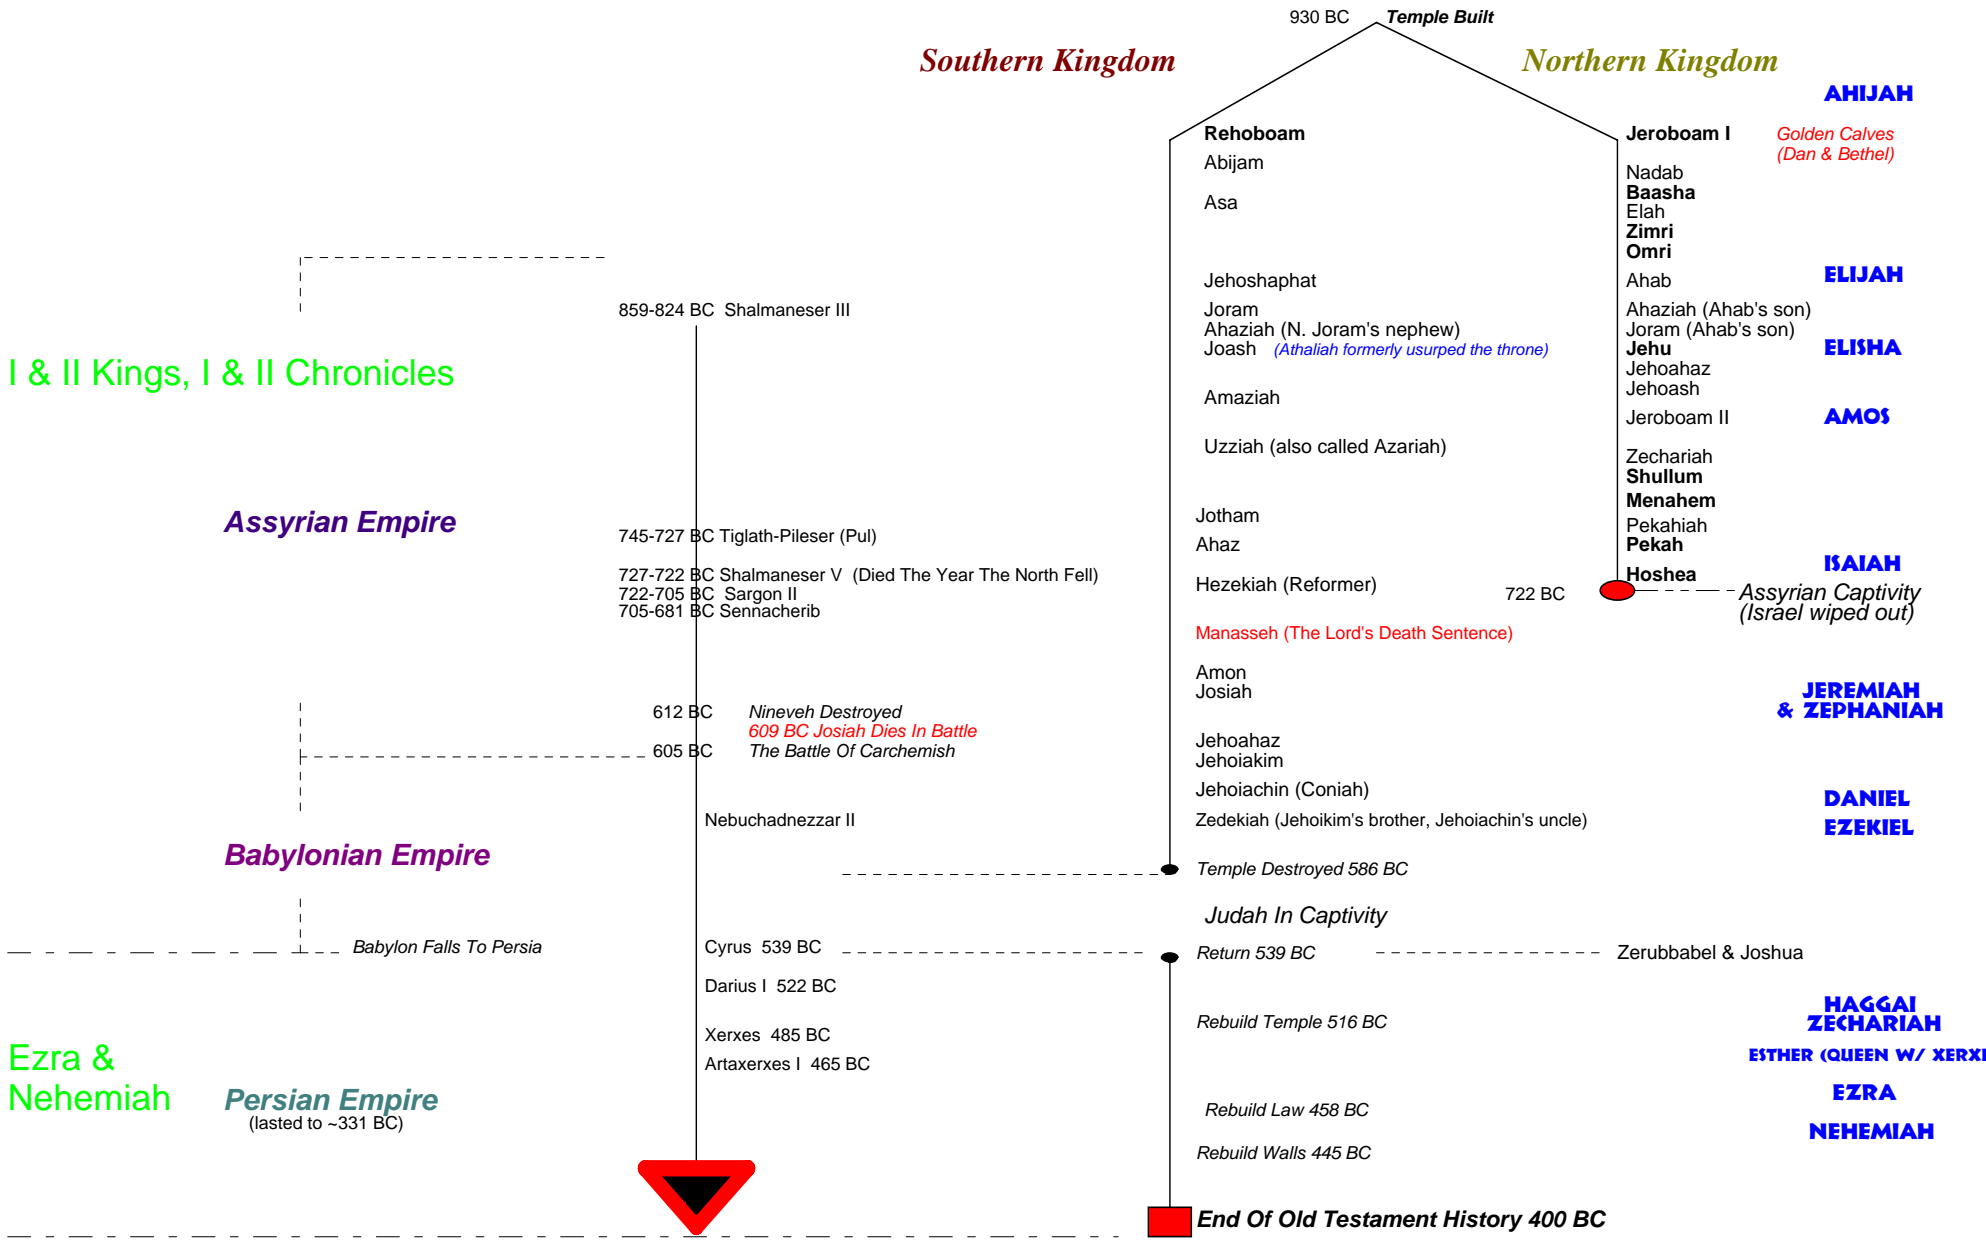 930 BC Temple Built
Southern Kingdom
Northern Kingdom
AHIJAH
Rehoboam
Jeroboam I
Golden Calves
(Dan & Bethel)
Abijam
Nadab
Baasha
Asa
Elah
Zimri
Omri
Jehoshaphat
Ahab
ELIJAH
859-824 BC Shalmaneser III
Joram
Ahaziah (Ahab's son)
Ahaziah (N. Joram's nephew)
Joram (Ahab's son)
Joash (Athaliah formerly usurped the throne)
Jehu
ELISHA
I & II Kings, I & II Chronicles
Jehoahaz
Jehoash
Amaziah
Jeroboam II
AMOS
Uzziah (also called Azariah)
Zechariah
Shullum
Menahem
Assyrian Empire
Jotham
Pekahiah
745-727 BC Tiglath-Pileser (Pul)
Ahaz
Pekah
ISAIAH
727-722 BC Shalmaneser V (Died The Year The North Fell)
Hoshea
Hezekiah (Reformer)
722-705 BC Sargon II
722 BC
Assyrian Captivity
(Israel wiped out)
705-681 BC Sennacherib
Manasseh (The Lord's Death Sentence)
Amon
Josiah
JEREMIAH
& ZEPHANIAH
612 BC Nineveh Destroyed
609 BC Josiah Dies In Battle
605 BC The Battle Of Carchemish
Jehoahaz
Jehoiakim
Jehoiachin (Coniah)
DANIEL
Nebuchadnezzar II
Zedekiah (Jehoikim's brother, Jehoiachin's uncle)
EZEKIEL
Babylonian Empire
Temple Destroyed 586 BC
Judah In Captivity
Babylon Falls To Persia
Cyrus 539 BC
Return 539 BC
Zerubbabel & Joshua
Darius I 522 BC
HAGGAI
ZECHARIAH
Rebuild Temple 516 BC
Xerxes 485 BC
Ezra &
Nehemiah
ESTHER (QUEEN W/ XERX
Artaxerxes I 465 BC
Persian Empire
(lasted to ~331 BC)
EZRA
Rebuild Law 458 BC
NEHEMIAH
Rebuild Walls 445 BC
End Of Old Testament History 400 BC